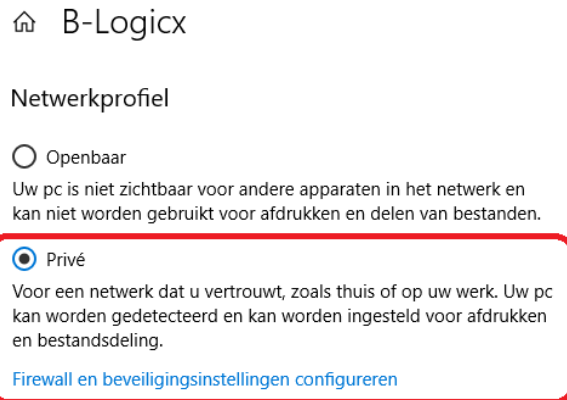 B-Logicx
Netwerkprofiel
Openbaar
Uw pc is niet zichtbaar voor andere apparaten in het netwerk en
kan niet worden gebruikt voor afdrukken en delen van bestanden.
Privé
Voor een netwerk dat u vertrouwt, zoals thuis of op uw werk. Uw pc
kan worden gedetecteerd en kan worden ingesteld voor afdrukken
en bestandsdeling.
Firewall en beveiligingsinstellingen configureren